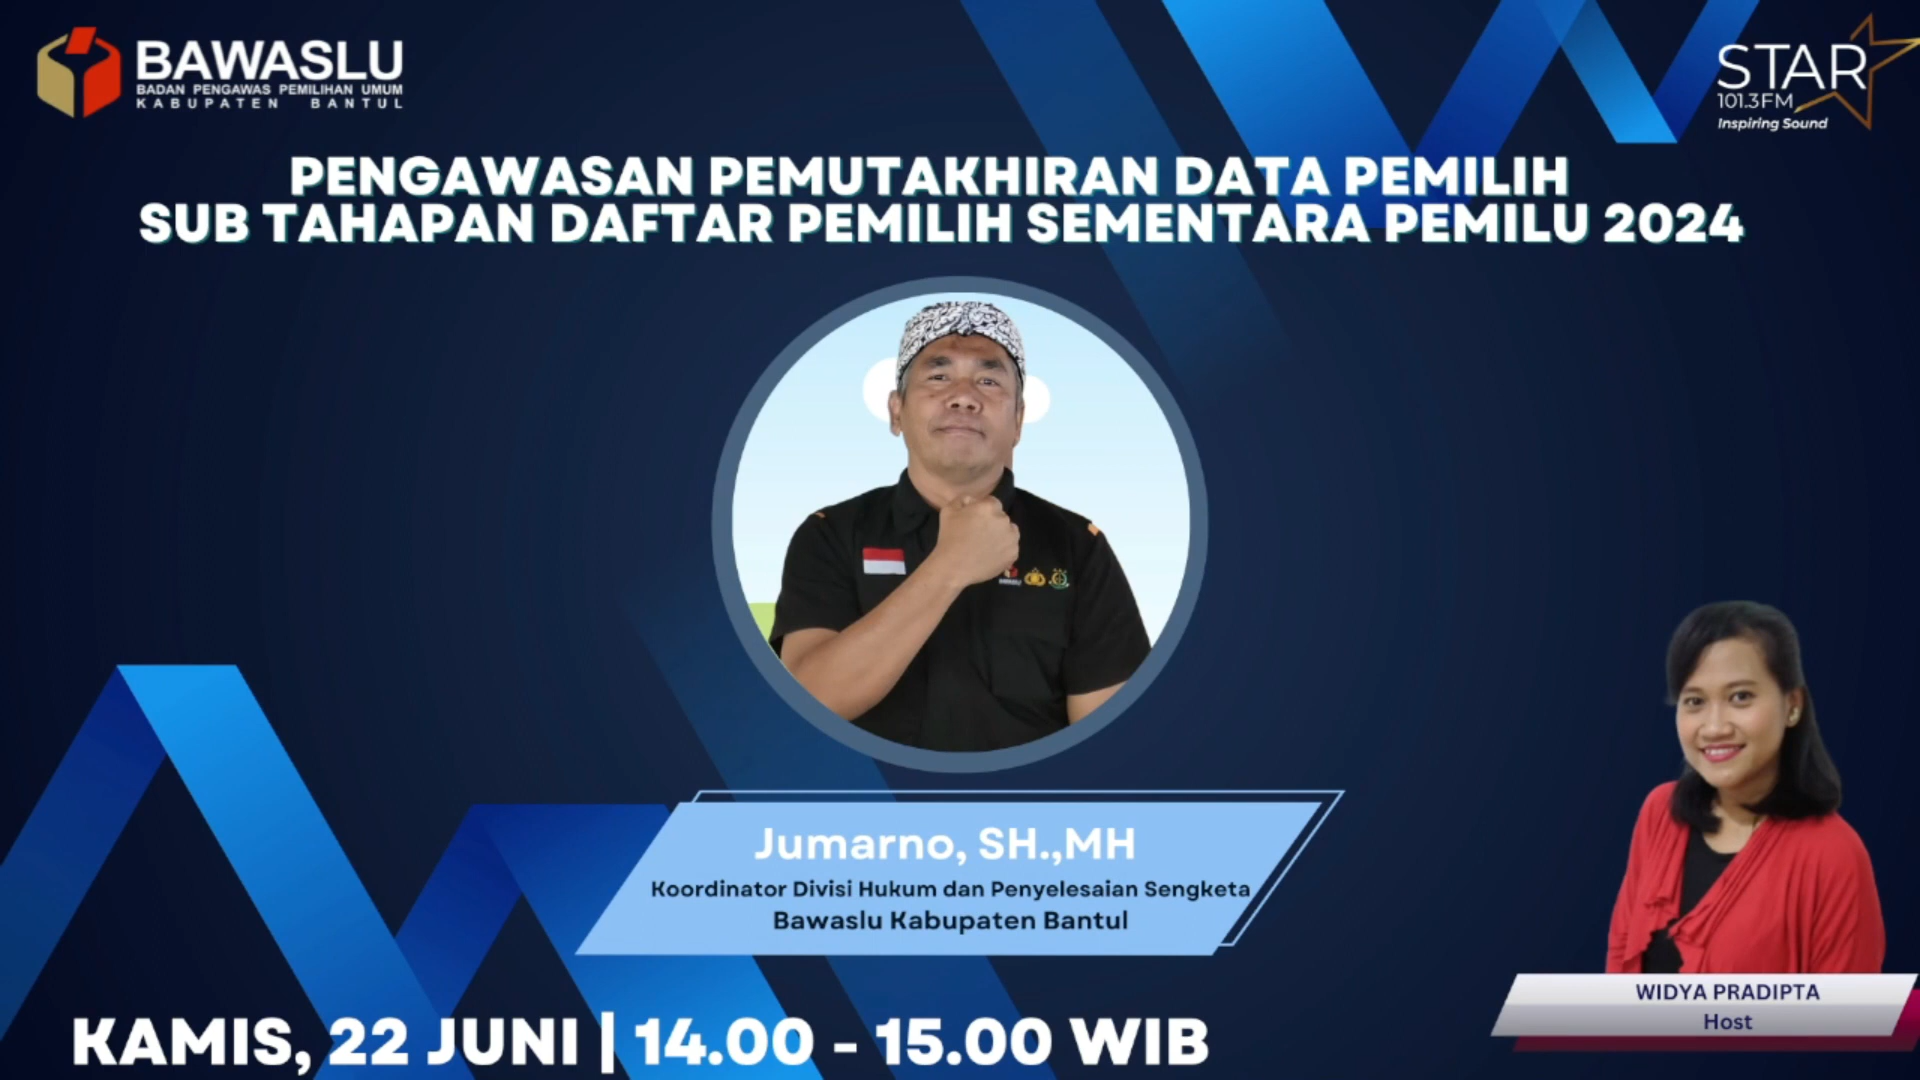 BAWASLU
BADAN PENGAWAS PEMILIHAN UMUM
KABUPATEN BANTUL
STAR
101.3FM
Inspiring Sound
PENGAWASAN PEMUTAKHIRAN DATA PEMILIH
SUB TAHAPAN DAFTAR PEMILIH SEMENTARA PEMILU 2024
Jumarno, SH.,MH
Koordinator Divisi Hukum dan Penyelesaian Sengketa
Bawaslu Kabupaten Bantul
WIDYA PRADIPTA
Host
KAMIS, 22 JUNI | 14.00 - 15.00 WIB